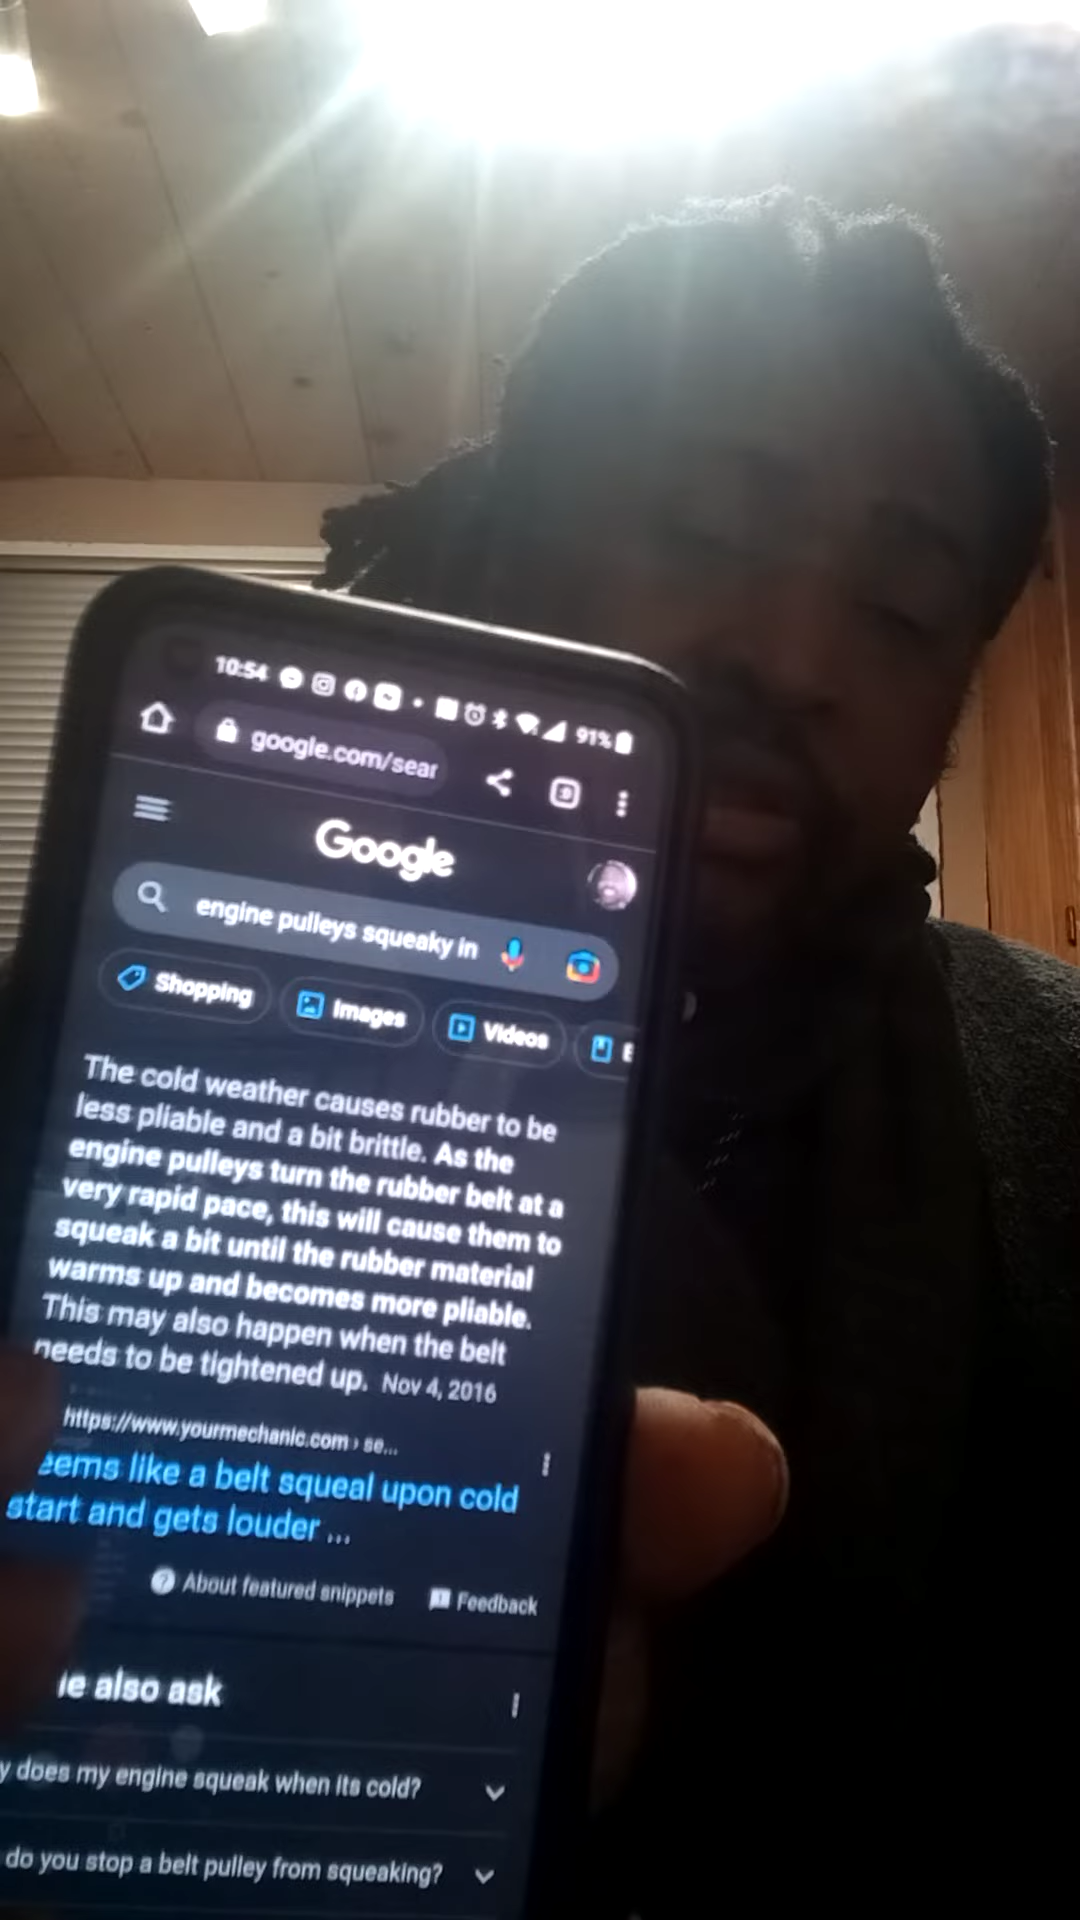 10:54 91%
google.com/sear
Google
engine pulleys squeaky in
Shopping Images Videos
The cold weather causes rubber to be
less pliable and a bit brittle. As the
engine pulleys turn the rubber belt at a
very rapid pace, this will cause them to
squeak a bit until the rubber material
warms up and becomes more pliable.
This may also happen when the belt
needs to be tightened up. Nov 4, 2016
https://www.yourmechanic.com › se...
eems like a belt squeal upon cold
start and gets louder ...
About featured snippets Feedback
le also ask
y does my engine squeak when its cold?
do you stop a belt pulley from squeaking?